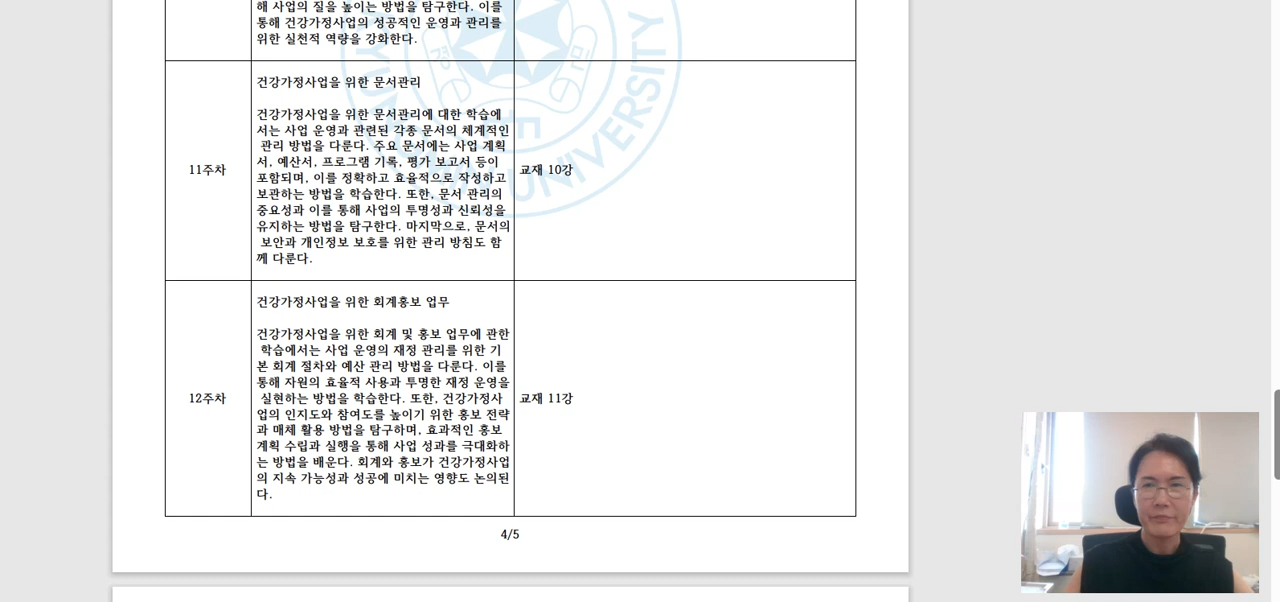 해 사업의 질을 높이는 방법을 탐구한다. 이를
통해 건강가정사업의 성공적인 운영과 관리를
위한 실천적 역량을 강화한다.
11주차
건강가정사업을 위한 문서관리
건강가정사업을 위한 문서관리에 대한 학습에
서는 사업 운영과 관련된 각종 문서의 체계적인
관리 방법을 다룬다. 주요 문서에는 사업 계획
서, 예산서, 프로그램 기록, 평가 보고서 등이
포함되며, 이를 정확하고 효율적으로 작성하고
보관하는 방법을 학습한다. 또한, 문서 관리의
중요성과 이를 통해 사업의 투명성과 신뢰성을
유지하는 방법을 탐구한다. 마지막으로, 문서의
보안과 개인정보 보호를 위한 관리 방침도 함
께 다룬다.
교재 10강
12주차
건강가정사업을 위한 회계홍보 업무
건강가정사업을 위한 회계 및 홍보 업무에 관한
학습에서는 사업 운영의 재정 관리를 위한 기
본 회계 절차와 예산 관리 방법을 다룬다. 이를
통해 자원의 효율적 사용과 투명한 재정 운영을
실현하는 방법을 학습한다. 또한, 건강가정사
업의 인지도와 참여도를 높이기 위한 홍보 전략
과 매체 활용 방법을 탐구하며, 효과적인 홍보
계획 수립과 실행을 통해 사업 성과를 극대화하
는 방법을 배운다. 회계와 홍보가 건강가정사업
의 지속 가능성과 성공에 미치는 영향도 논의된
다.
교재 11강
4/5
UNIVERSITY